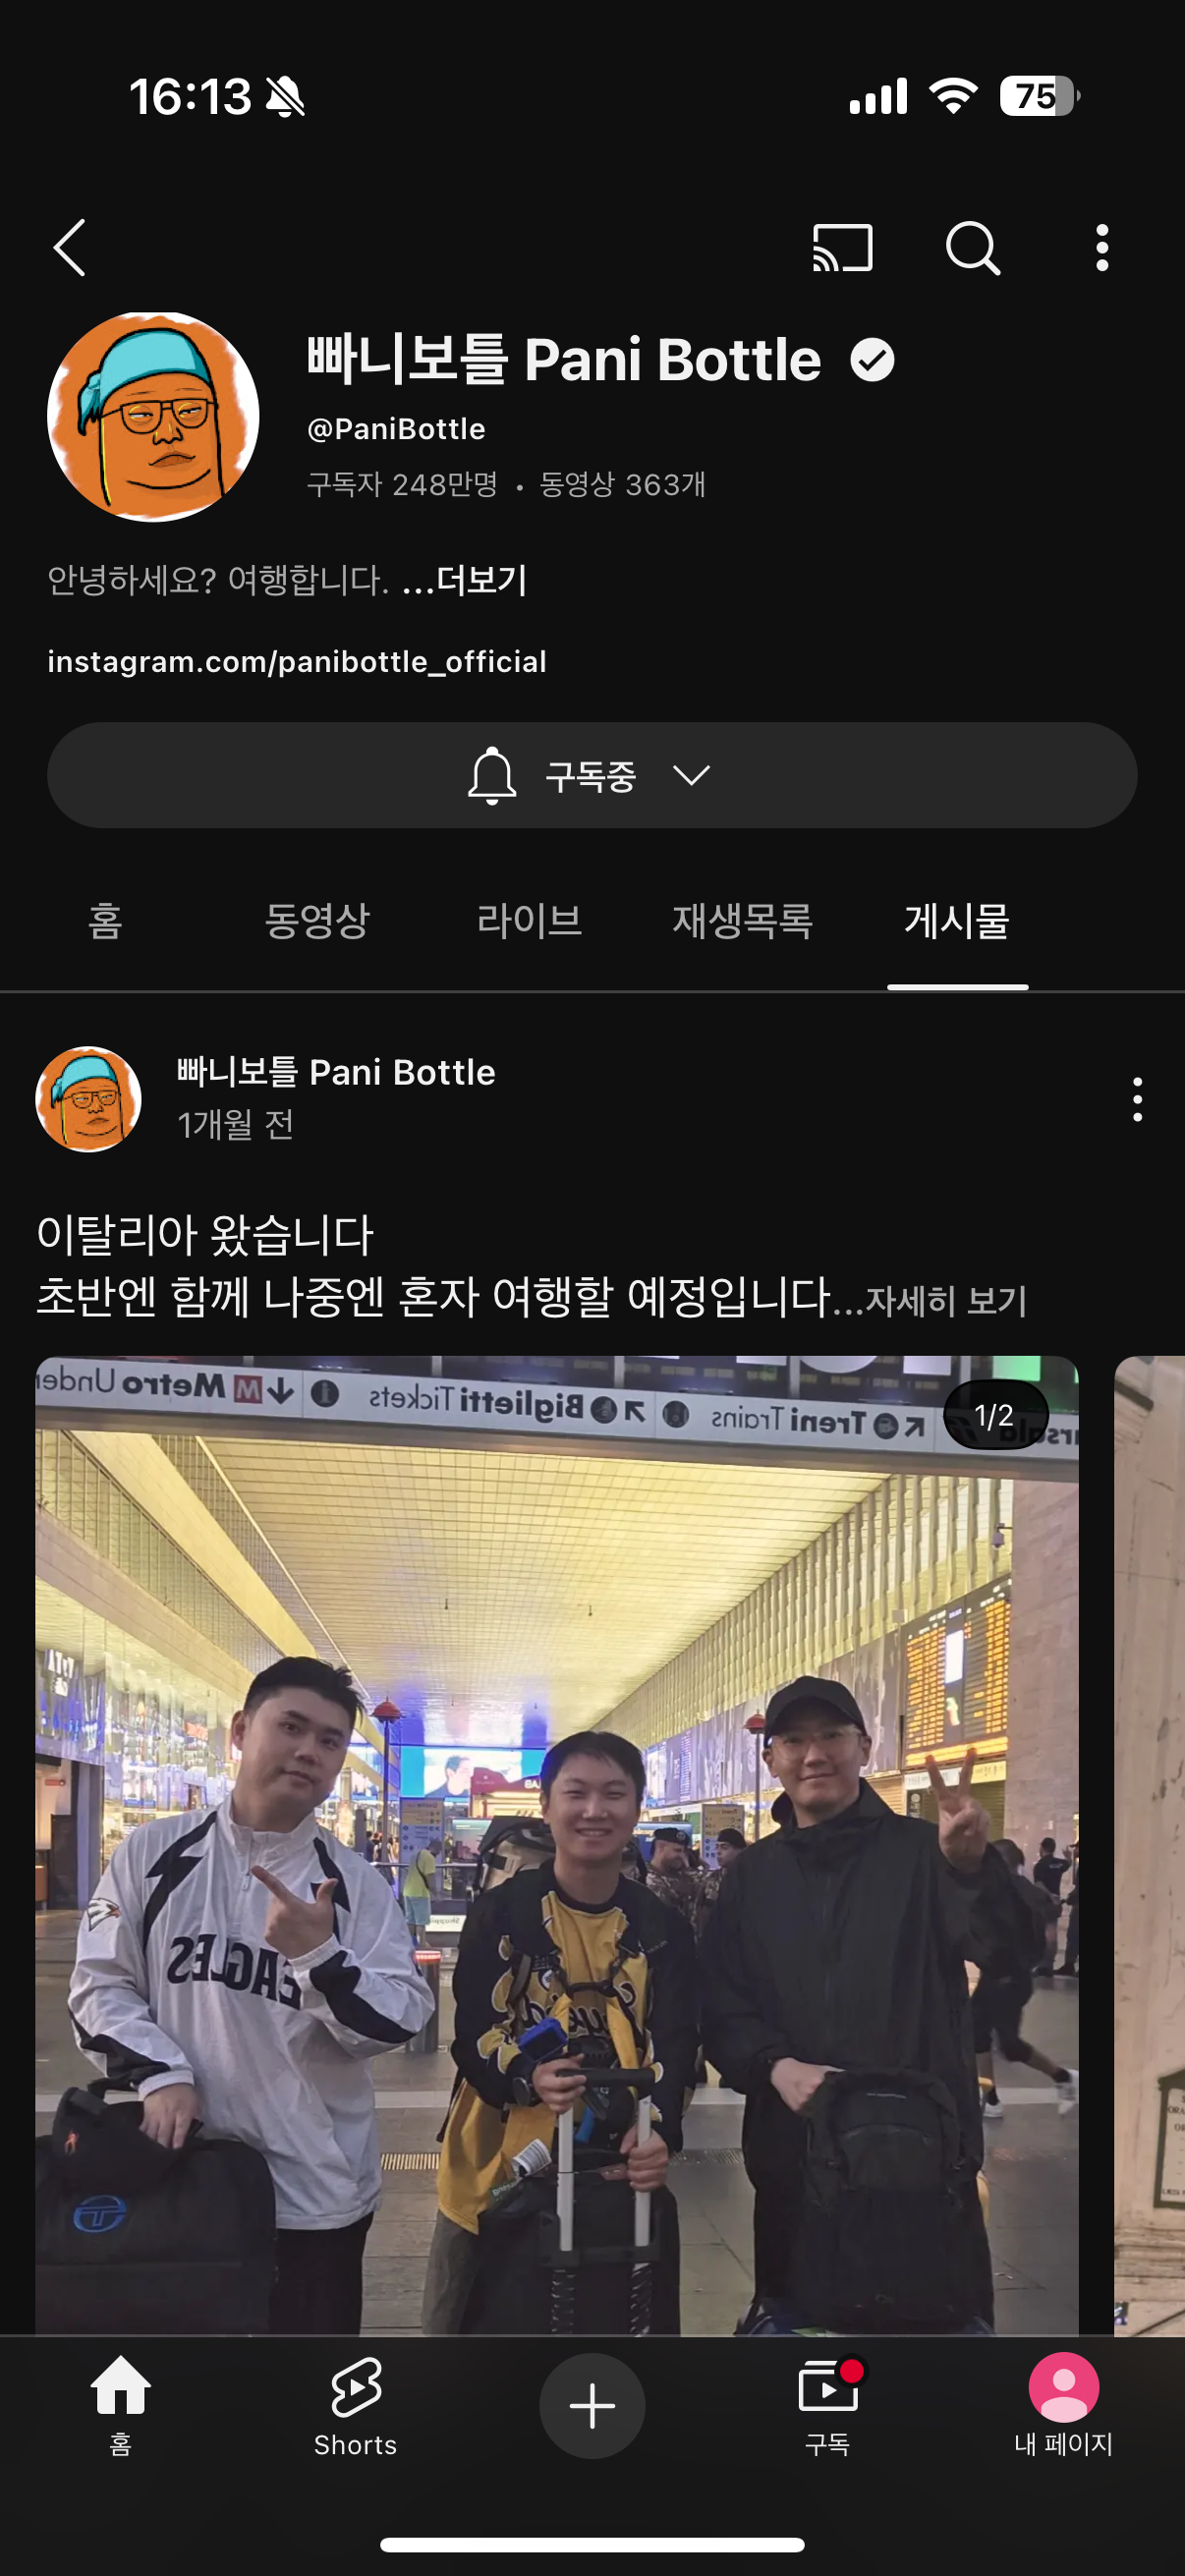 16:13
75
빠니보틀 Pani Bottle
@PaniBottle
구독자 248만명 • 동영상 363개
안녕하세요? 여행합니다. ...더보기
instagram.com/panibottle_official
구독중
홈 동영상 라이브 재생목록 게시물
빠니보틀 Pani Bottle
1개월 전
이탈리아 왔습니다
초반엔 함께 나중엔 혼자 여행할 예정입니다...자세히 보기
1/2
Treni Trains
Biglietti Tickets
M Metro
EAGLES
홈 Shorts 구독 내 페이지